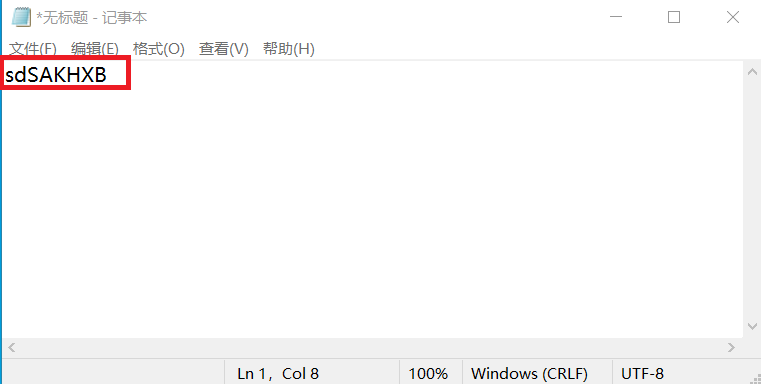 *无标题 - 记事本
文件(F) 编辑(E) 格式(O) 查看(V) 帮助(H)
sdSAKHXB
Ln 1，Col 8 100% Windows (CRLF) UTF-8